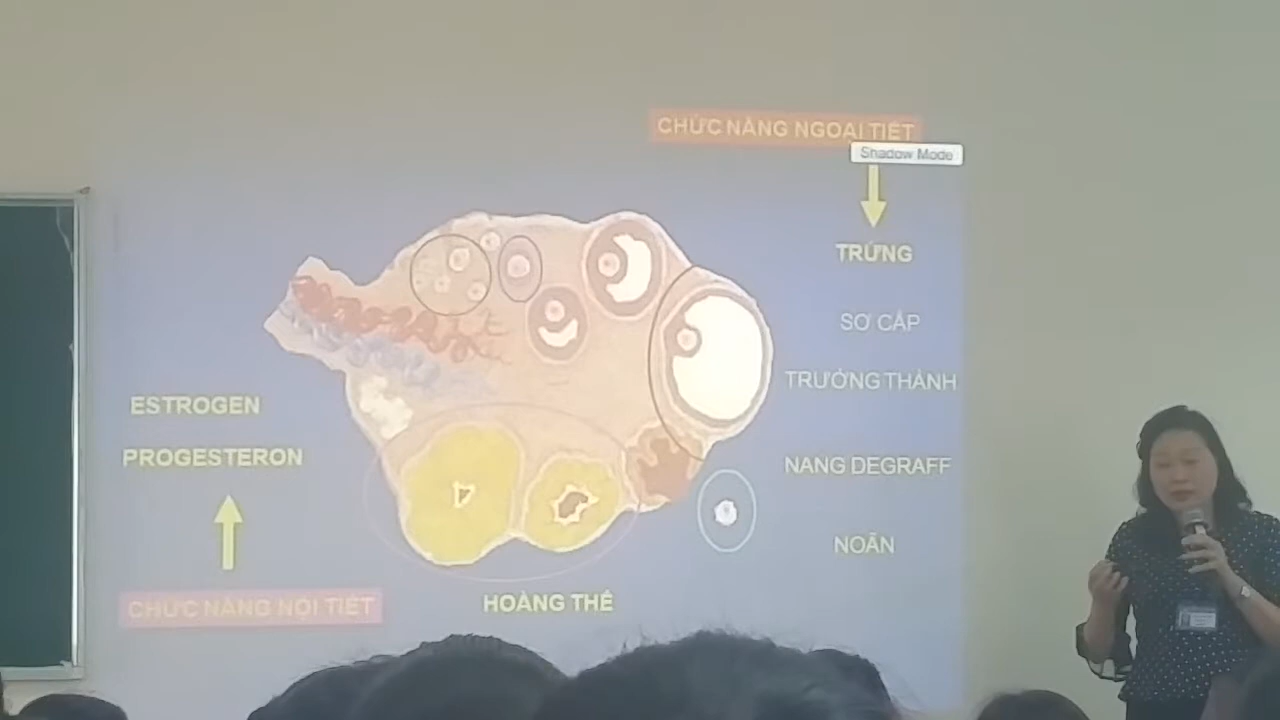 CHỨC NĂNG NGOẠI TIẾT
Shadow Mode
TRỨNG
SƠ CẤP
TRƯỞNG THÀNH
NANG DEGRAFF
NOÃN
ESTROGEN
PROGESTERON
CHỨC NĂNG NỘI TIẾT
HOÀNG THỂ